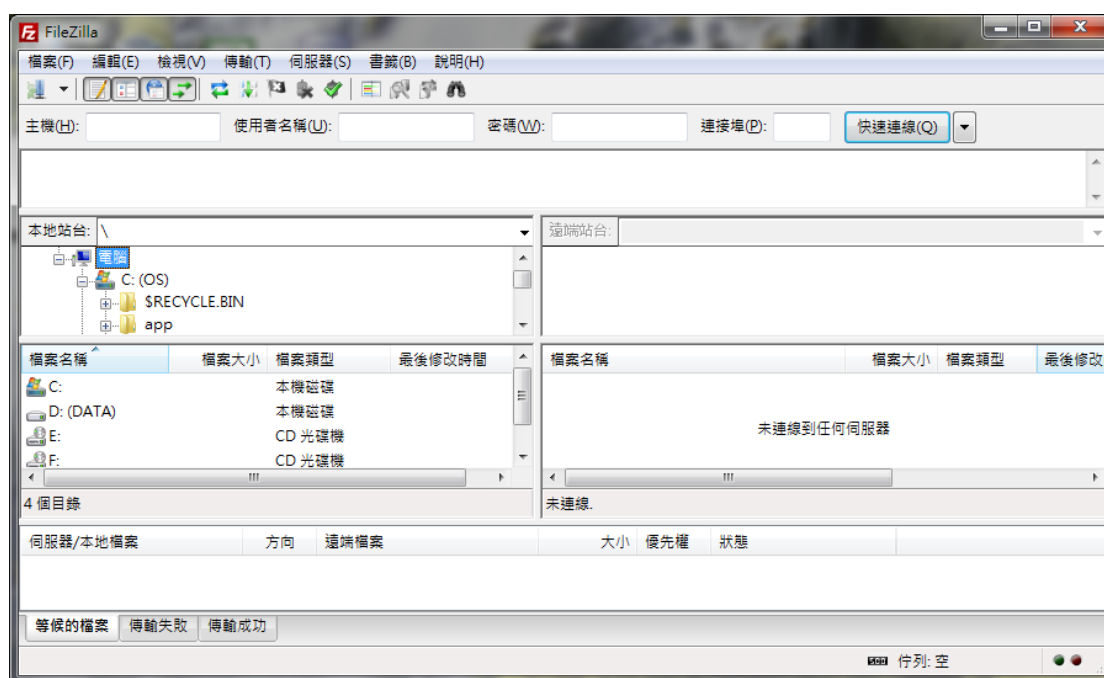 FileZilla
檔案(F) 編輯(E) 檢視(V) 傳輸(T) 伺服器(S) 書籤(B) 說明(H)
主機(H): 使用者名稱(U): 密碼(W): 連接埠(P): 快速連線(Q)
本地站台: \ 遠端站台:
電腦
C: (OS)
$RECYCLE.BIN
app
檔案名稱 檔案大小 檔案類型 最後修改時間 檔案名稱 檔案大小 檔案類型 最後修改
C: 本機磁碟
D: (DATA) 本機磁碟
未連線到任何伺服器
E: CD 光碟機
F: CD 光碟機
4 個目錄 未連線.
伺服器/本地檔案 方向 遠端檔案 大小 優先權 狀態
等候的檔案 傳輸失敗 傳輸成功
佇列: 空